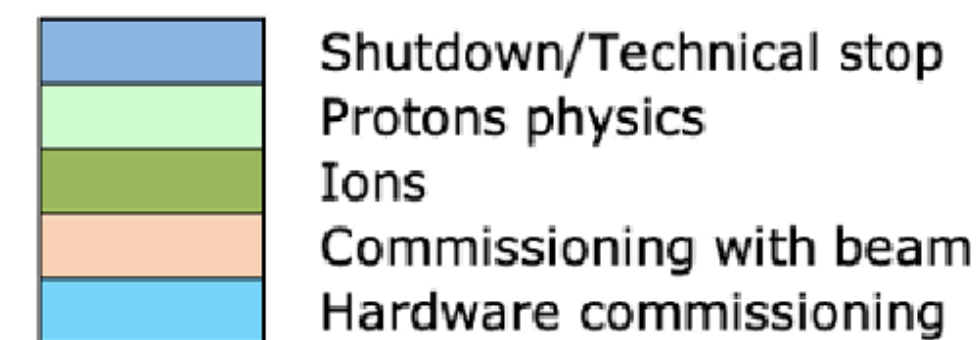 Shutdown/Technical stop
Protons physics
Ions
Commissioning with beam
Hardware commissioning